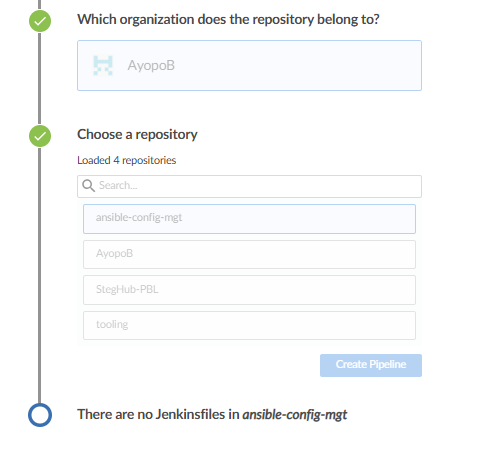 Which organization does the repository belong to?
AyopoB
Choose a repository
Loaded 4 repositories
Search...
ansible-config-mgt
AyopoB
StegHub-PBL
tooling
Create Pipeline
There are no Jenkinsfiles in ansible-config-mgt